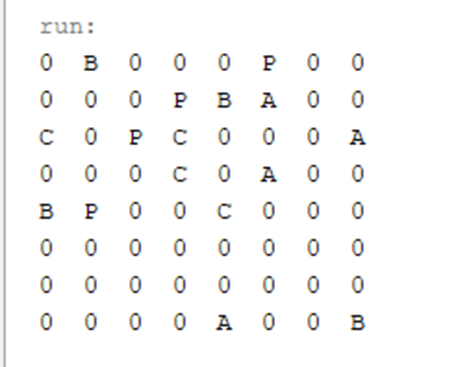 run:
0 B 0 0 0 P 0 0
0 0 0 P B A 0 0
C 0 P C 0 0 0 A
0 0 0 C 0 A 0 0
B P 0 0 C 0 0 0
0 0 0 0 0 0 0 0
0 0 0 0 0 0 0 0
0 0 0 0 A 0 0 B